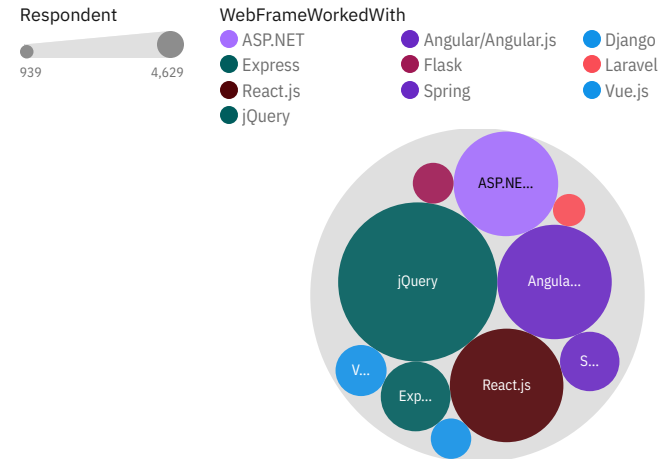 Respondent
939
4,629
WebFrameWorkedWith
ASP.NET
Angular/Angular.js
Django
Express
Flask
Laravel
React.js
Spring
Vue.js
jQuery
ASP.NE...
jQuery
Angula...
V...
S...
Exp...
React.js